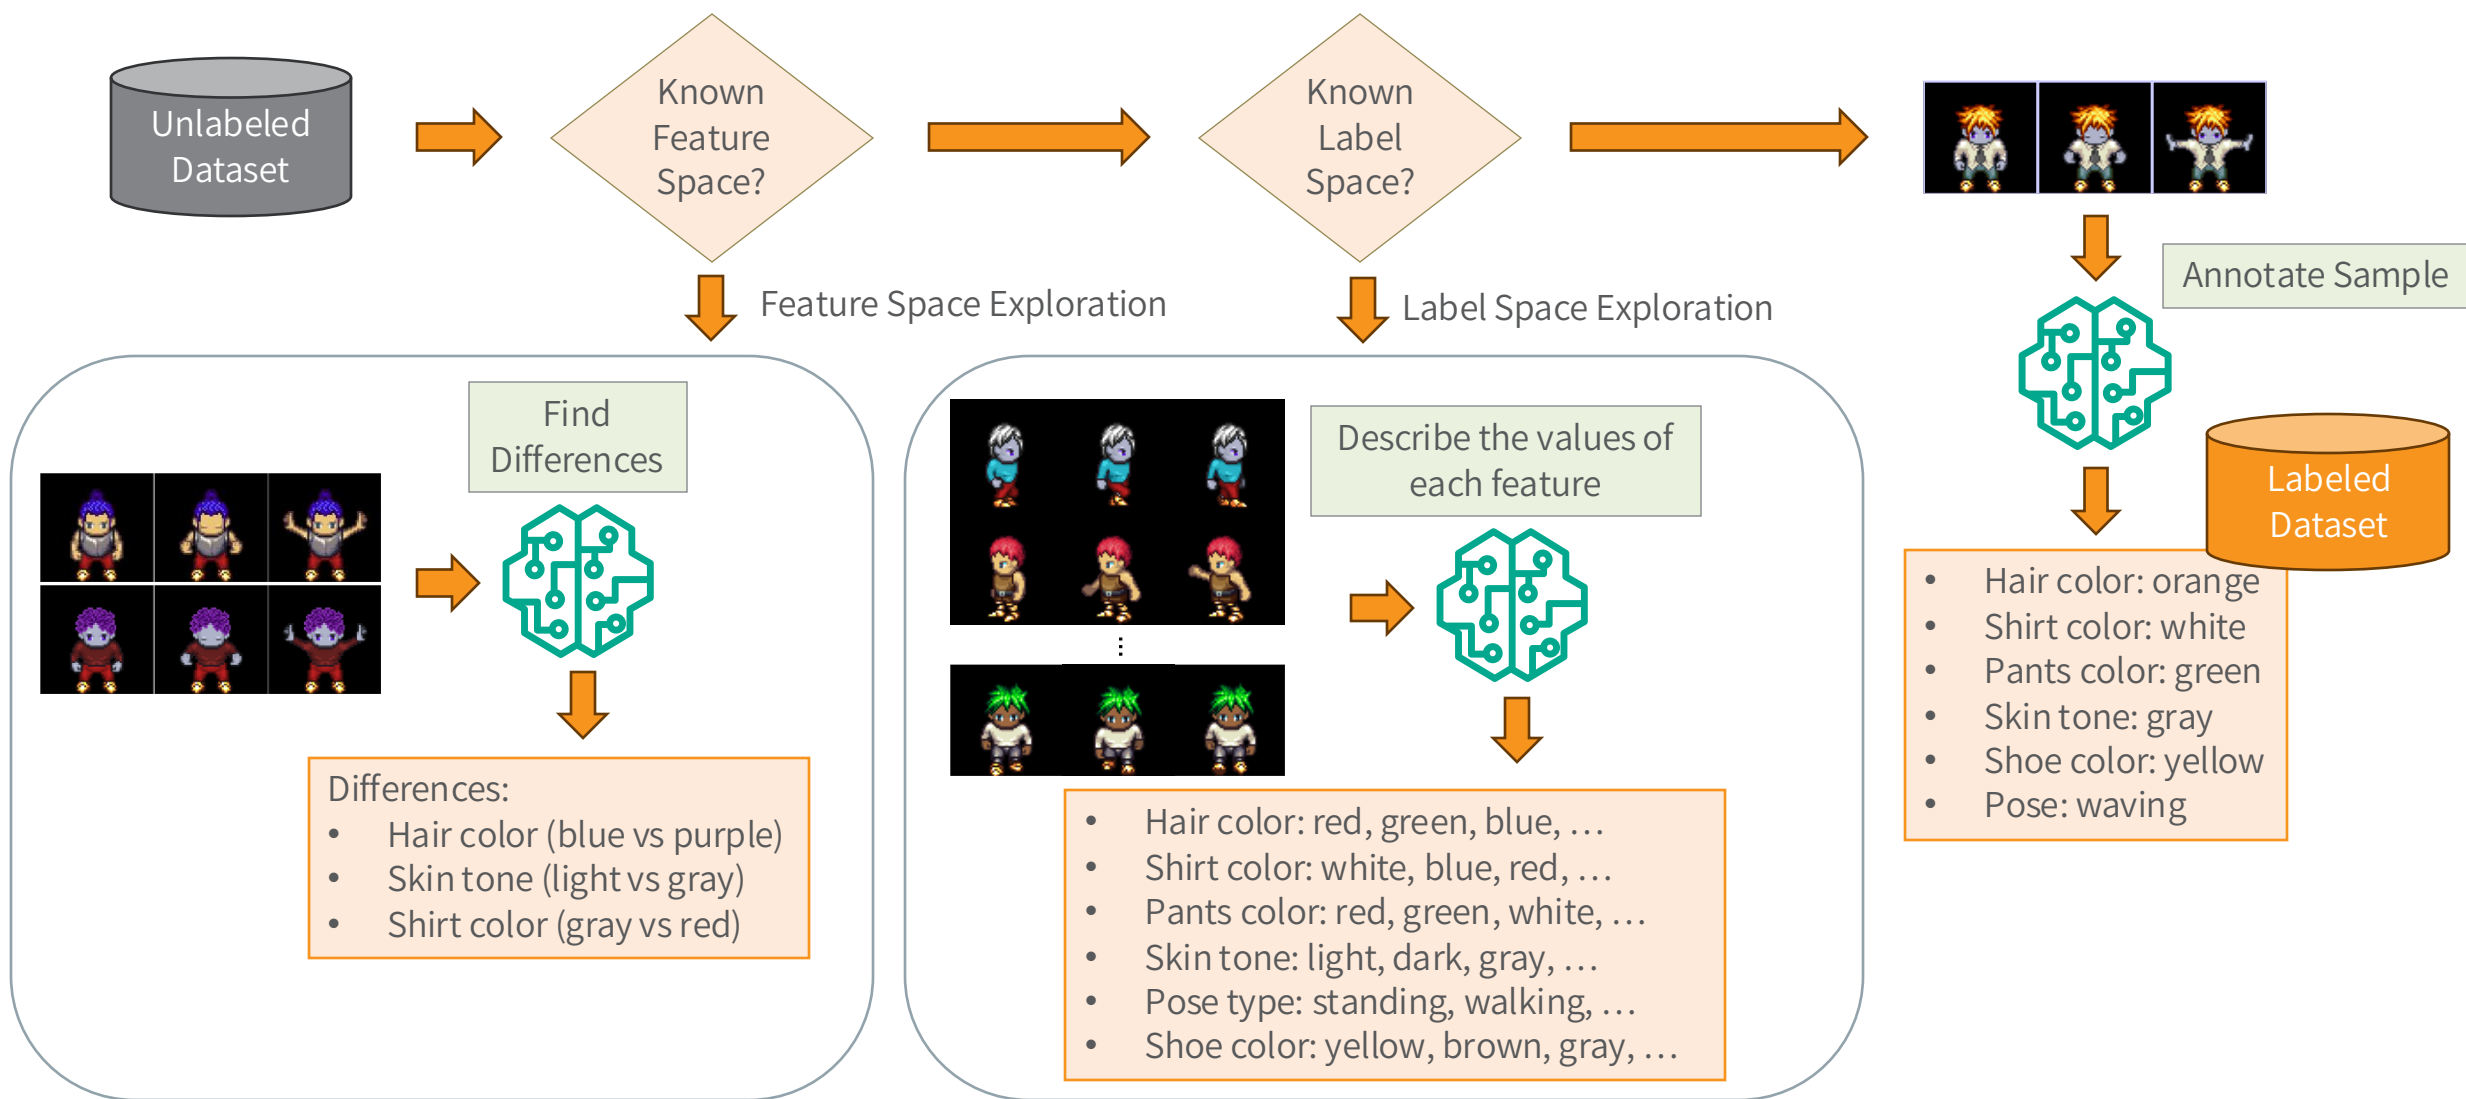 Unlabeled
Dataset
Known
Feature
Space?
Known
Label
Space?
Feature Space Exploration
Label Space Exploration
Annotate Sample
Find
Differences
Differences:
• Hair color (blue vs purple)
• Skin tone (light vs gray)
• Shirt color (gray vs red)
Describe the values of
each feature
...
• Hair color: red, green, blue, …
• Shirt color: white, blue, red, …
• Pants color: red, green, white, …
• Skin tone: light, dark, gray, …
• Pose type: standing, walking, …
• Shoe color: yellow, brown, gray, …
Labeled
Dataset
• Hair color: orange
• Shirt color: white
• Pants color: green
• Skin tone: gray
• Shoe color: yellow
• Pose: waving